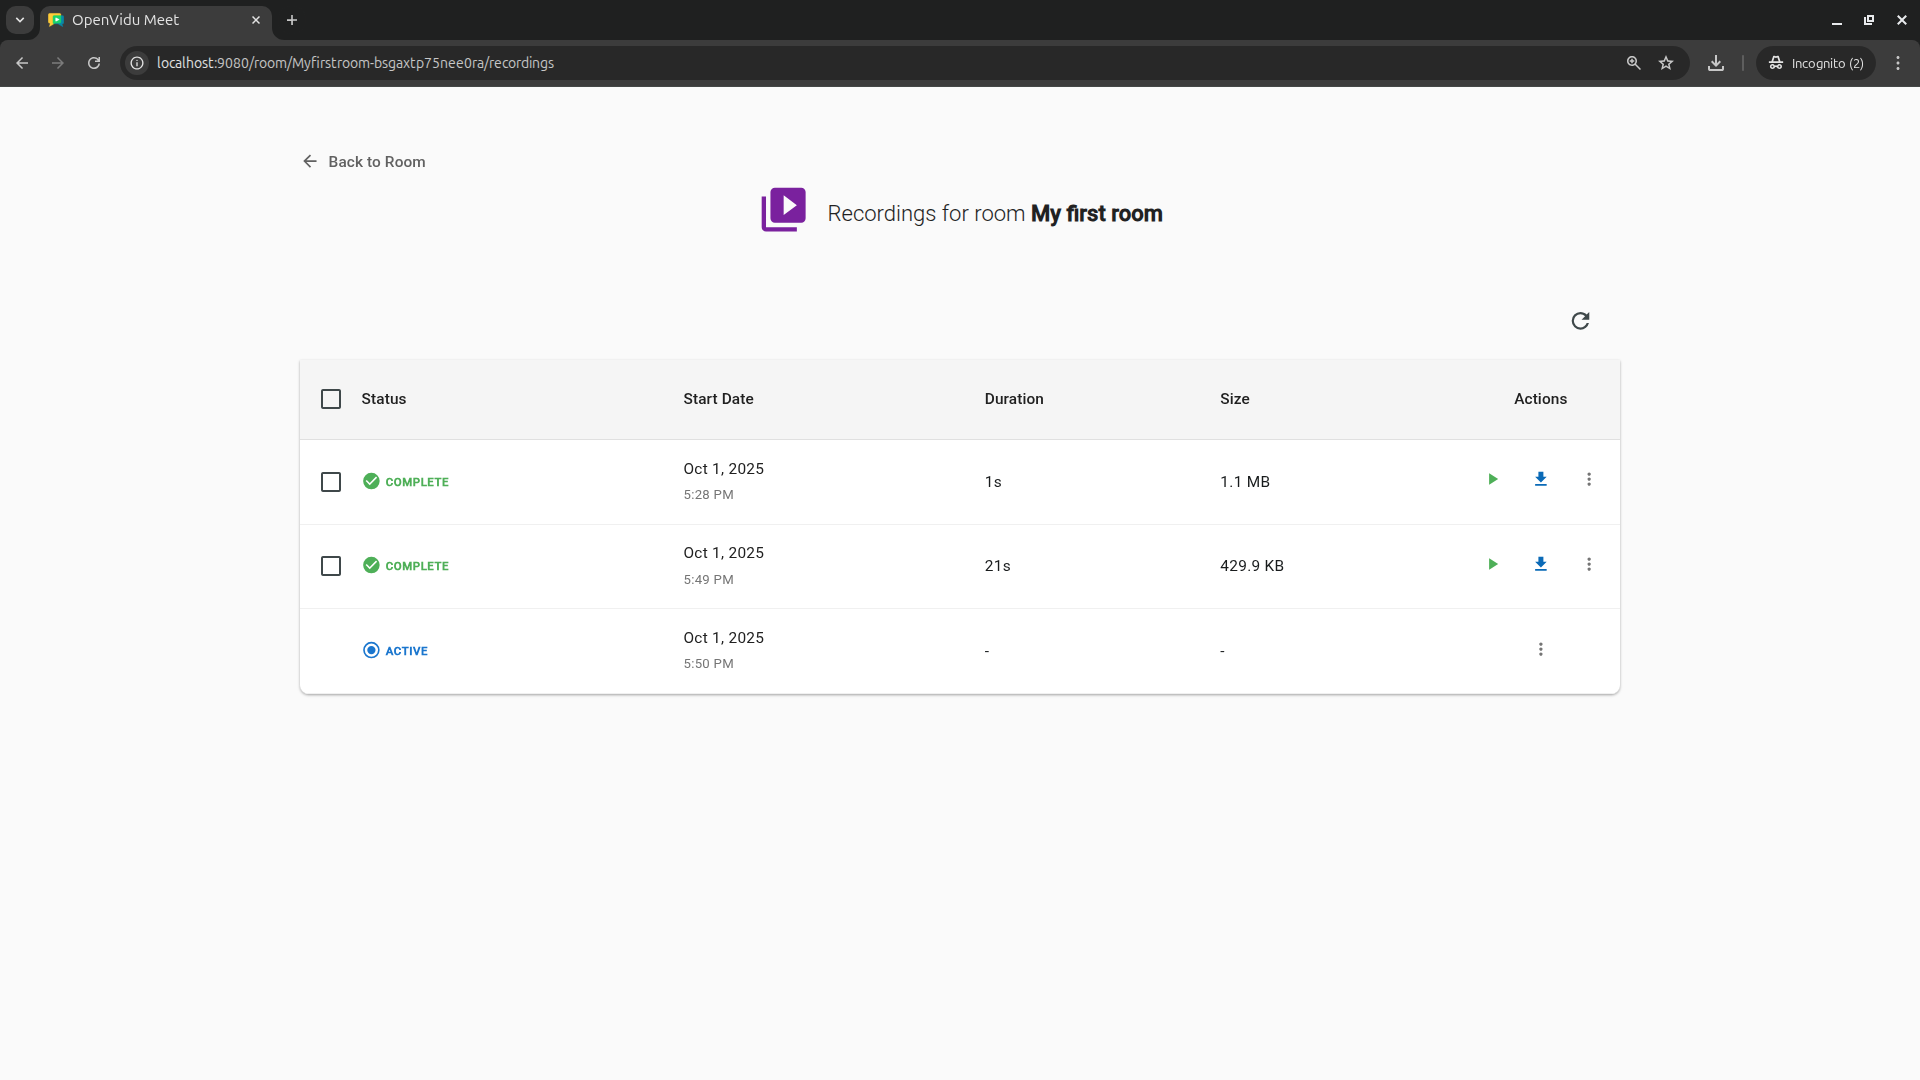 OpenVidu Meet
localhost:9080/room/Myfirstroom-bsgaxtp75nee0ra/recordings
Incognito (2)
Back to Room
Recordings for room My first room
Status Start Date Duration Size Actions
COMPLETE Oct 1, 2025 1s 1.1 MB
5:28 PM
COMPLETE Oct 1, 2025 21s 429.9 KB
5:49 PM
ACTIVE Oct 1, 2025 - -
5:50 PM